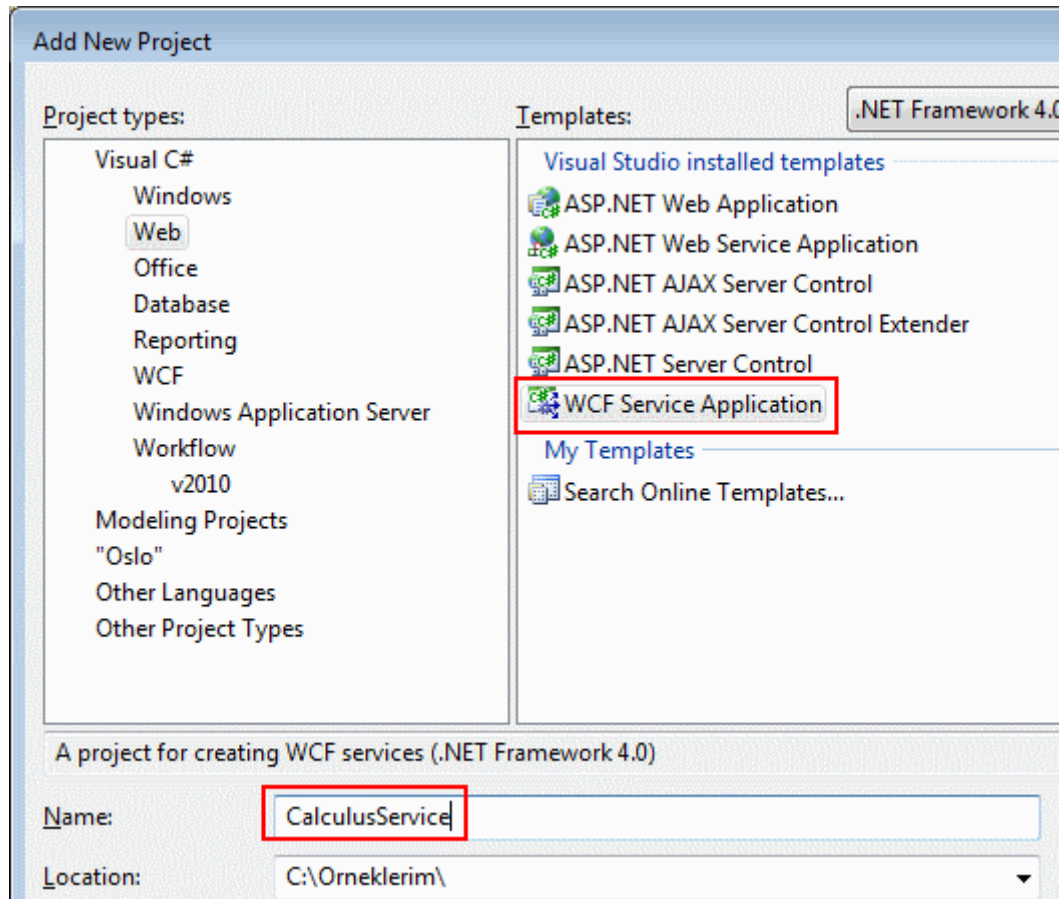 Add New Project
Project types:
Templates:
.NET Framework 4.0
Visual C#
Windows
Web
Office
Database
Reporting
WCF
Windows Application Server
Workflow
v2010
Modeling Projects
"Oslo"
Other Languages
Other Project Types
Visual Studio installed templates
ASP.NET Web Application
ASP.NET Web Service Application
ASP.NET AJAX Server Control
ASP.NET AJAX Server Control Extender
ASP.NET Server Control
WCF Service Application
My Templates
Search Online Templates...
A project for creating WCF services (.NET Framework 4.0)
Name:
CalculusService
Location:
C:\Orneklerim\